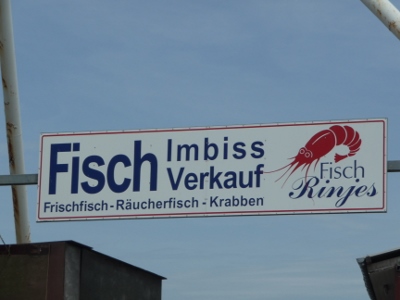 Fisch Imbiss
Verkauf
Frischfisch - Räucherfisch - Krabben
Fisch
Rinjes